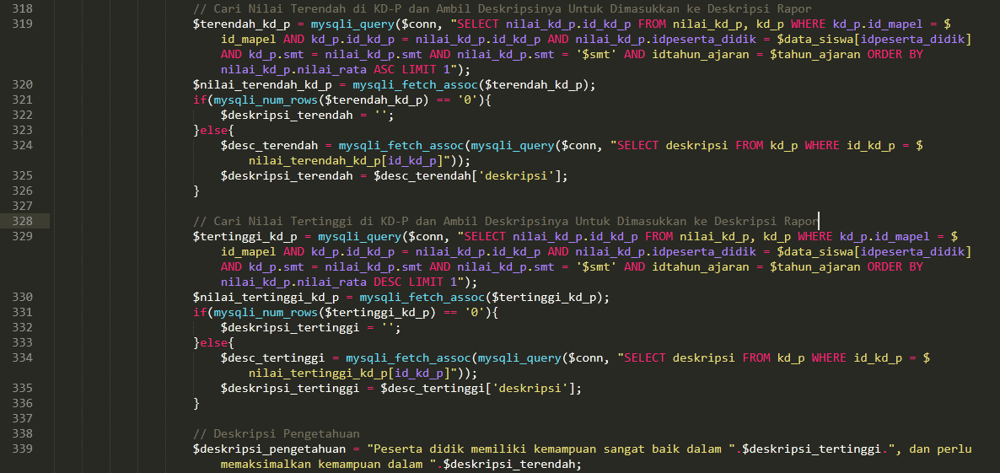 318 // Cari Nilai Terendah di KD-P dan Ambil Deskripsinya Untuk Dimasukkan ke Deskripsi Rapor
319 $terendah_kd_p = mysqli_query($conn, "SELECT nilai_kd_p.id_kd_p FROM nilai_kd_p, kd_p WHERE kd_p.id_mapel = $
id_mapel AND kd_p.id_kd_p = nilai_kd_p.id_kd_p AND nilai_kd_p.idpeserta_didik = $data_siswa[idpeserta_didik]
AND kd_p.smt = nilai_kd_p.smt AND nilai_kd_p.smt = '$smt' AND idtahun_ajaran = $tahun_ajaran ORDER BY
nilai_kd_p.nilai_rata ASC LIMIT 1");
320 $nilai_terendah_kd_p = mysqli_fetch_assoc($terendah_kd_p);
321 if(mysqli_num_rows($terendah_kd_p) == '0'){
322 $deskripsi_terendah = '';
323 }else{
324 $desc_terendah = mysqli_fetch_assoc(mysqli_query($conn, "SELECT deskripsi FROM kd_p WHERE id_kd_p = $
nilai_terendah_kd_p[id_kd_p]"));
325 $deskripsi_terendah = $desc_terendah['deskripsi'];
326 }
327
328 // Cari Nilai Tertinggi di KD-P dan Ambil Deskripsinya Untuk Dimasukkan ke Deskripsi Rapor
329 $tertinggi_kd_p = mysqli_query($conn, "SELECT nilai_kd_p.id_kd_p FROM nilai_kd_p, kd_p WHERE kd_p.id_mapel = $
id_mapel AND kd_p.id_kd_p = nilai_kd_p.id_kd_p AND nilai_kd_p.idpeserta_didik = $data_siswa[idpeserta_didik]
AND kd_p.smt = nilai_kd_p.smt AND nilai_kd_p.smt = '$smt' AND idtahun_ajaran = $tahun_ajaran ORDER BY
nilai_kd_p.nilai_rata DESC LIMIT 1");
330 $nilai_tertinggi_kd_p = mysqli_fetch_assoc($tertinggi_kd_p);
331 if(mysqli_num_rows($tertinggi_kd_p) == '0'){
332 $deskripsi_tertinggi = '';
333 }else{
334 $desc_tertinggi = mysqli_fetch_assoc(mysqli_query($conn, "SELECT deskripsi FROM kd_p WHERE id_kd_p = $
nilai_tertinggi_kd_p[id_kd_p]"));
335 $deskripsi_tertinggi = $desc_tertinggi['deskripsi'];
336 }
337
338 // Deskripsi Pengetahuan
339 $deskripsi_pengetahuan = "Peserta didik memiliki kemampuan sangat baik dalam ".$deskripsi_tertinggi.", dan perlu
memaksimalkan kemampuan dalam ".$deskripsi_terendah;